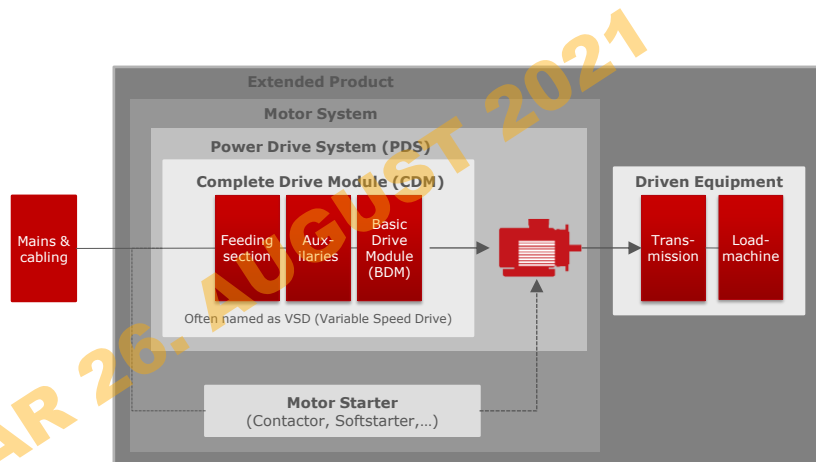 Extended Product
Motor System
Power Drive System (PDS)
Complete Drive Module (CDM)
Driven Equipment
Mains &
cabling
Feeding
section
Aux-
ilaries
Basic
Drive
Module
(BDM)
Trans-
mission
Load-
machine
Often named as VSD (Variable Speed Drive)
Motor Starter
(Contactor, Softstarter,…)
AR 26. AUGUST 2021